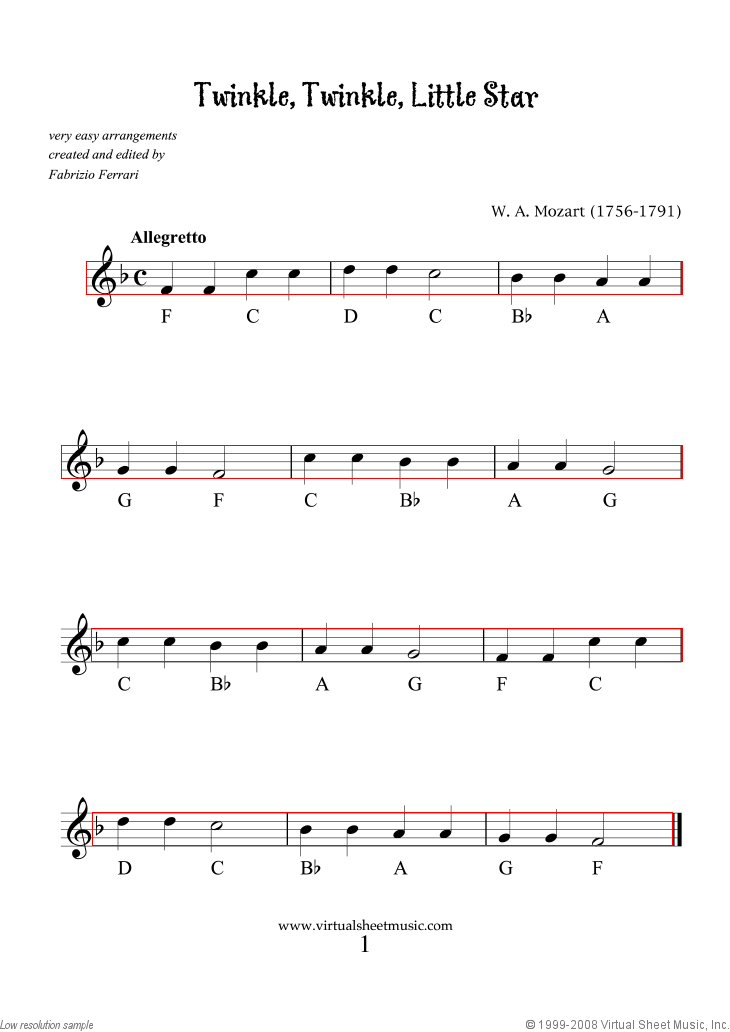 Twinkle, Twinkle, Little Star
very easy arrangements
created and edited by
Fabrizio Ferrari
W. A. Mozart (1756-1791)
Allegretto
F C D C B♭ A
G F C B♭ A G
C B♭ A G F C
D C B♭ A G F
www.virtualsheetmusic.com
1
Low resolution sample
© 1999-2008 Virtual Sheet Music, Inc.